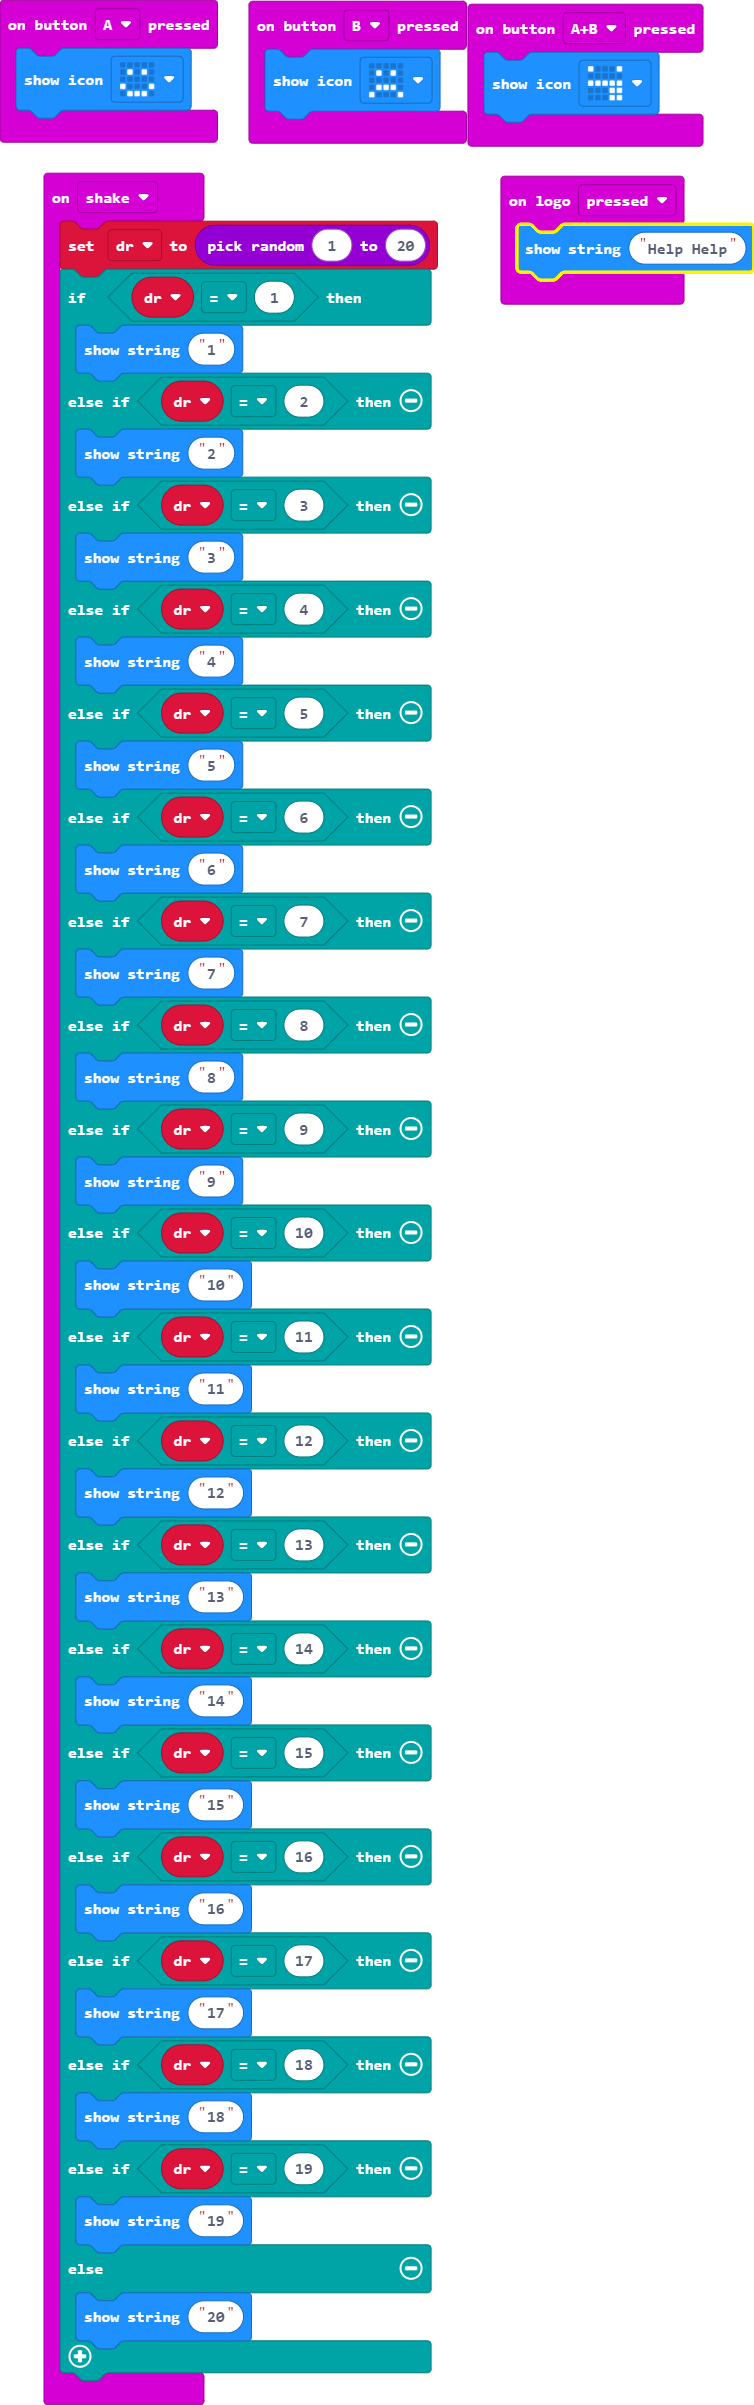 on button A pressed
show icon
on button B pressed
show icon
on button A+B pressed
show icon
on shake
set dr to pick random 1 to 20
if dr = 1 then
show string "1"
else if dr = 2 then
show string "2"
else if dr = 3 then
show string "3"
else if dr = 4 then
show string "4"
else if dr = 5 then
show string "5"
else if dr = 6 then
show string "6"
else if dr = 7 then
show string "7"
else if dr = 8 then
show string "8"
else if dr = 9 then
show string "9"
else if dr = 10 then
show string "10"
else if dr = 11 then
show string "11"
else if dr = 12 then
show string "12"
else if dr = 13 then
show string "13"
else if dr = 14 then
show string "14"
else if dr = 15 then
show string "15"
else if dr = 16 then
show string "16"
else if dr = 17 then
show string "17"
else if dr = 18 then
show string "18"
else if dr = 19 then
show string "19"
else
show string "20"
on logo pressed
show string "Help Help"